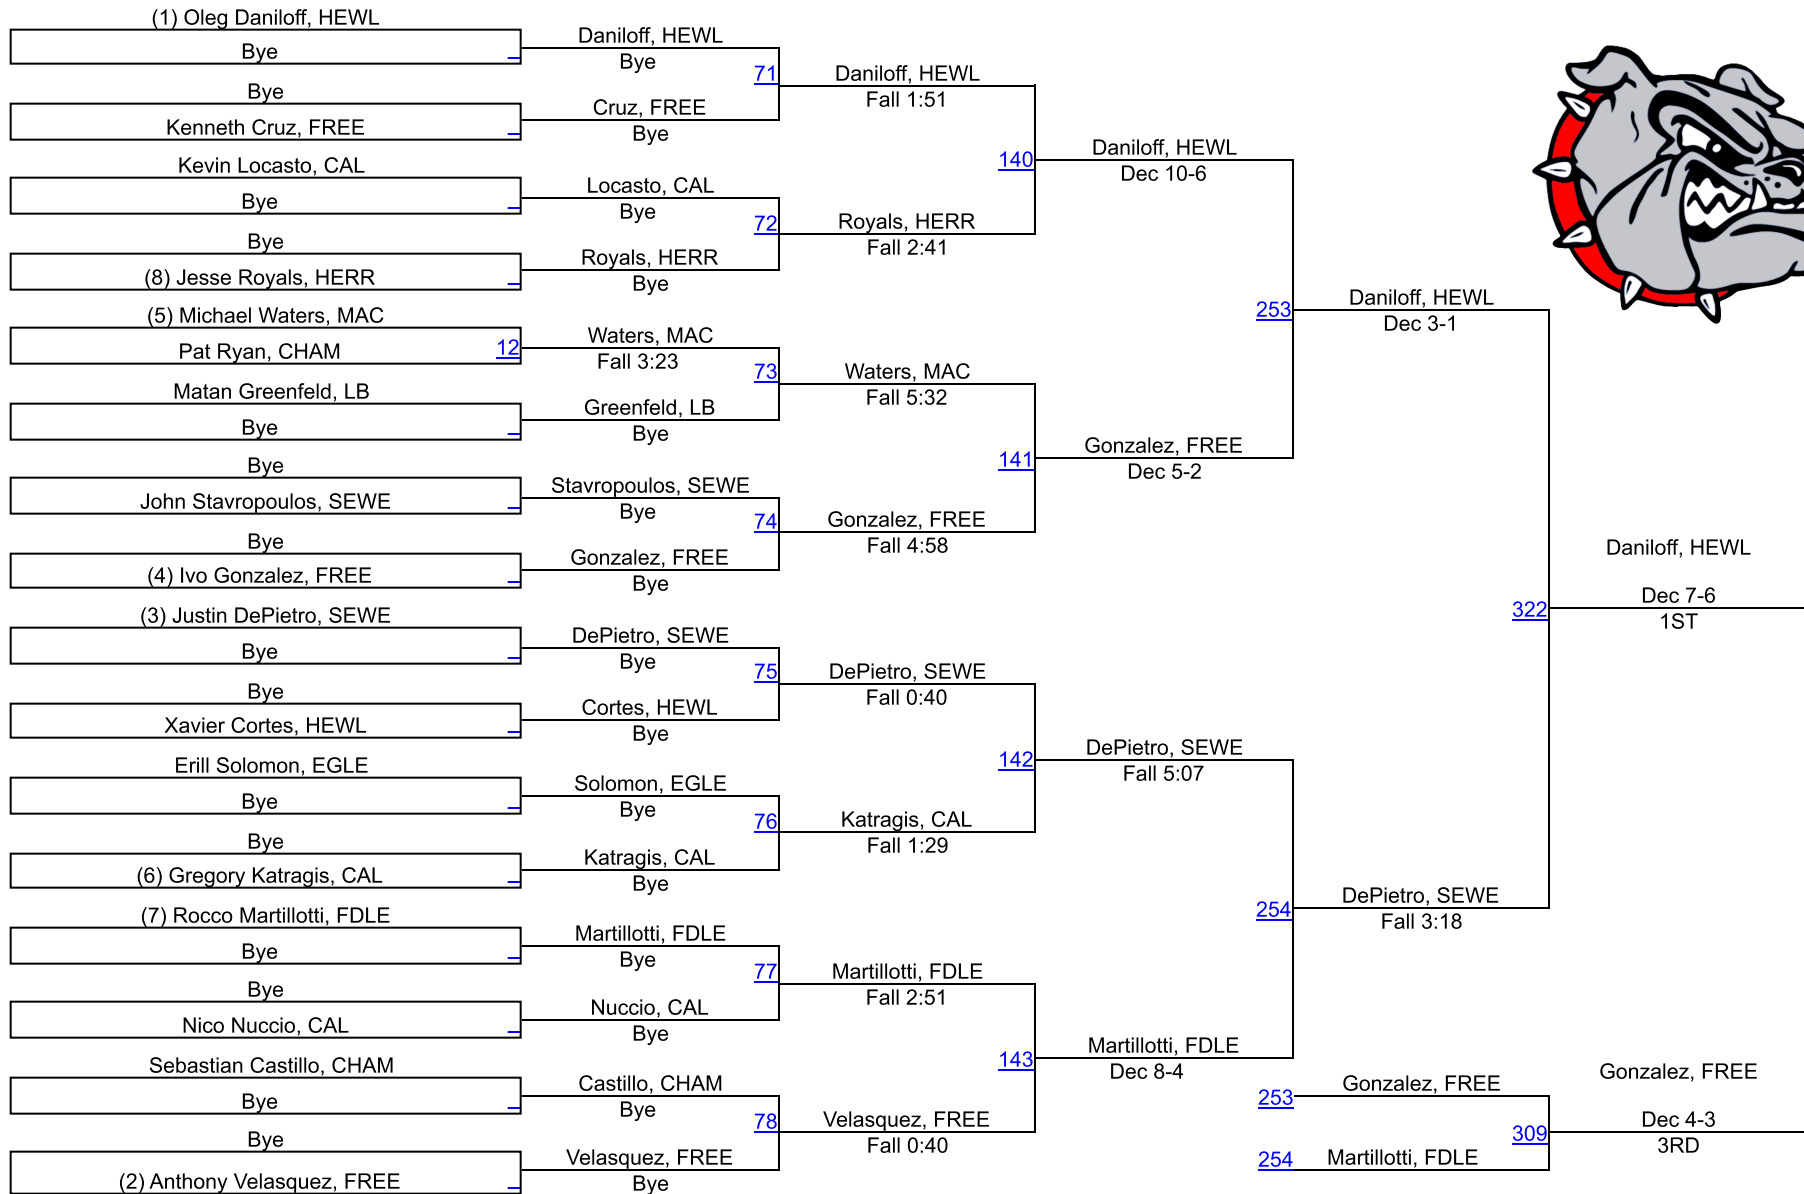 (1) Oleg Daniloff, HEWL
Bye
Bye
Kenneth Cruz, FREE
Kevin Locasto, CAL
Bye
Bye
(8) Jesse Royals, HERR
(5) Michael Waters, MAC
Pat Ryan, CHAM
12
Matan Greenfeld, LB
Bye
Bye
John Stavropoulos, SEWE
Bye
(4) Ivo Gonzalez, FREE
(3) Justin DePietro, SEWE
Bye
Bye
Xavier Cortes, HEWL
Erill Solomon, EGLE
Bye
Bye
(6) Gregory Katragis, CAL
(7) Rocco Martillotti, FDLE
Bye
Bye
Nico Nuccio, CAL
Sebastian Castillo, CHAM
Bye
Bye
(2) Anthony Velasquez, FREE
Daniloff, HEWL
Bye
71
Cruz, FREE
Bye
Locasto, CAL
Bye
72
Royals, HERR
Bye
Waters, MAC
Fall 3:23
73
Greenfeld, LB
Bye
Stavropoulos, SEWE
Bye
74
Gonzalez, FREE
Bye
DePietro, SEWE
Bye
75
Cortes, HEWL
Bye
Solomon, EGLE
Bye
76
Katragis, CAL
Bye
Martillotti, FDLE
Bye
77
Nuccio, CAL
Bye
Castillo, CHAM
Bye
78
Velasquez, FREE
Bye
Daniloff, HEWL
Fall 1:51
140
Royals, HERR
Fall 2:41
Waters, MAC
Fall 5:32
141
Gonzalez, FREE
Fall 4:58
DePietro, SEWE
Fall 0:40
142
Katragis, CAL
Fall 1:29
Martillotti, FDLE
Fall 2:51
143
Velasquez, FREE
Fall 0:40
Daniloff, HEWL
Dec 10-6
253
Gonzalez, FREE
Dec 5-2
DePietro, SEWE
Fall 5:07
254
Martillotti, FDLE
Dec 8-4
Daniloff, HEWL
Dec 3-1
322
DePietro, SEWE
Fall 3:18
Daniloff, HEWL
Dec 7-6
1ST
253
Gonzalez, FREE
309
254
Martillotti, FDLE
Gonzalez, FREE
Dec 4-3
3RD